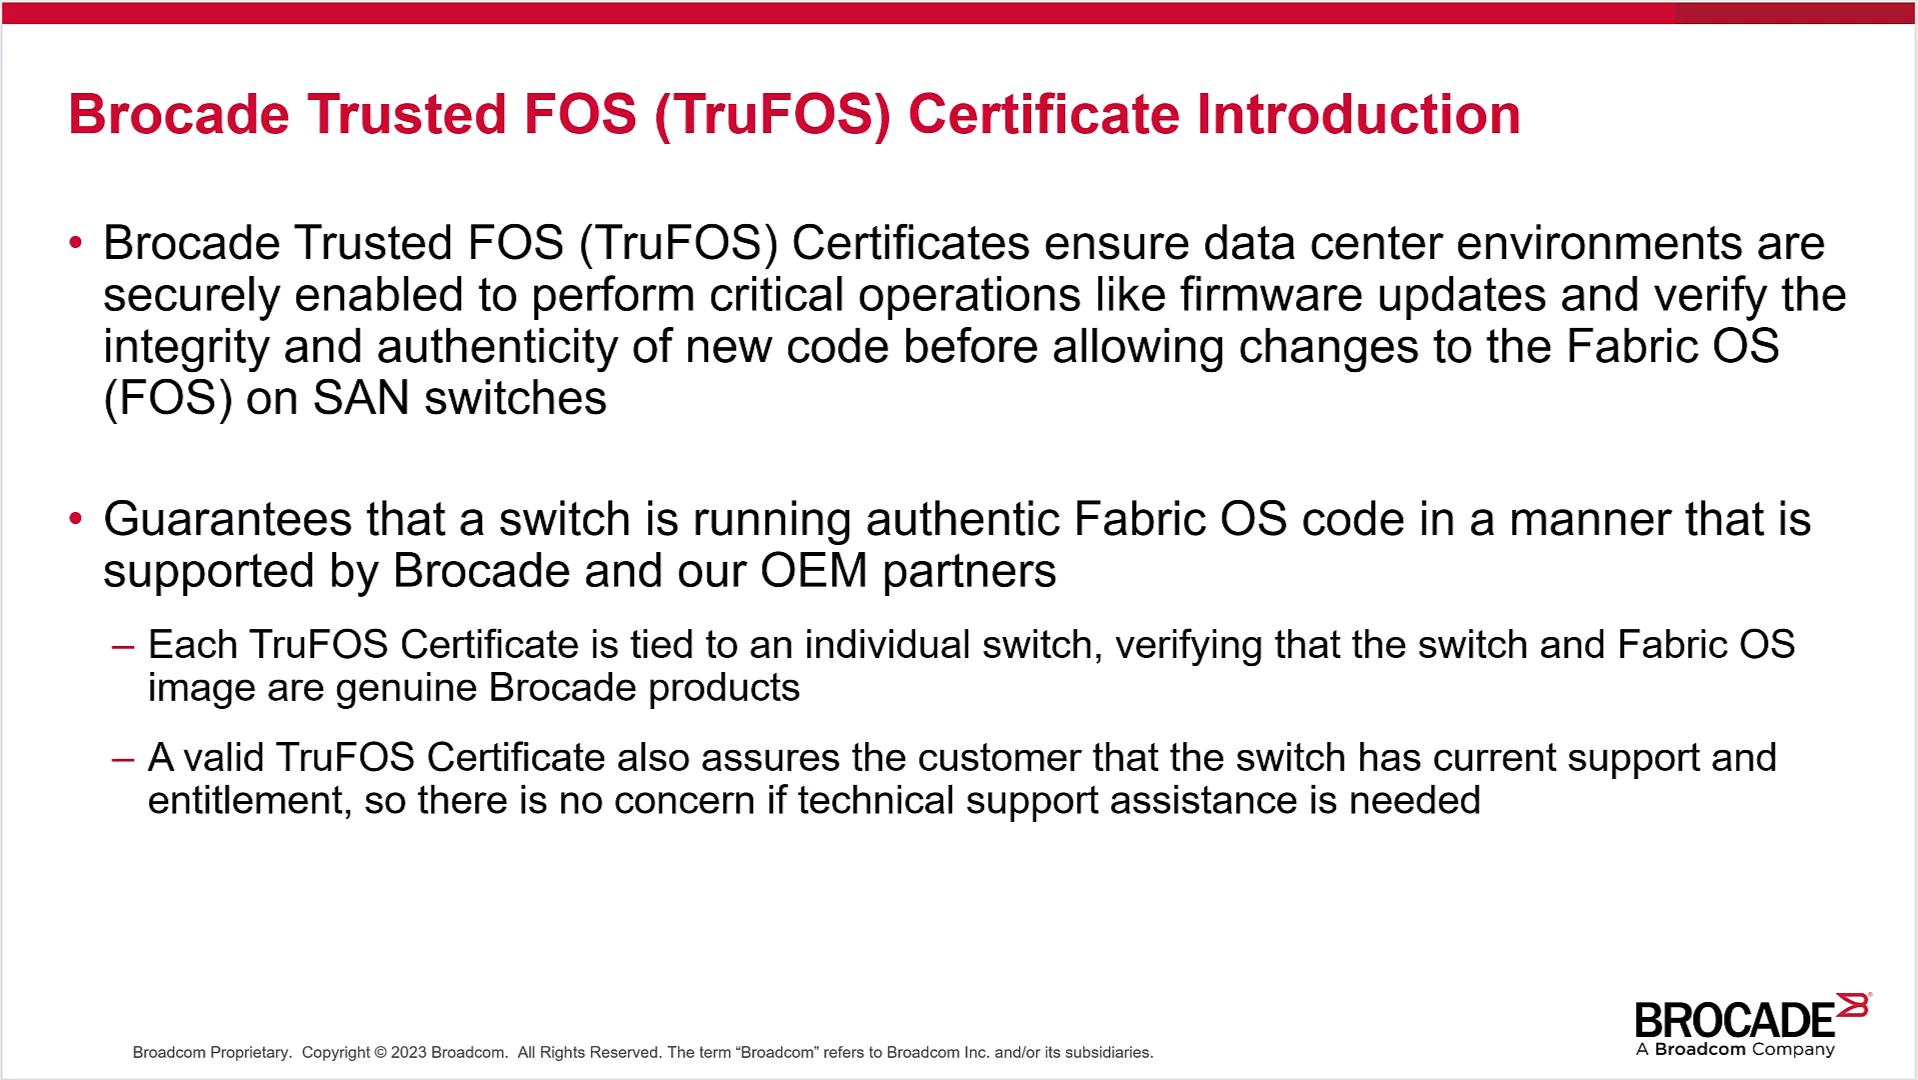 Brocade Trusted FOS (TruFOS) Certificate Introduction
• Brocade Trusted FOS (TruFOS) Certificates ensure data center environments are
securely enabled to perform critical operations like firmware updates and verify the
integrity and authenticity of new code before allowing changes to the Fabric OS
(FOS) on SAN switches
• Guarantees that a switch is running authentic Fabric OS code in a manner that is
supported by Brocade and our OEM partners
– Each TruFOS Certificate is tied to an individual switch, verifying that the switch and Fabric OS
image are genuine Brocade products
– A valid TruFOS Certificate also assures the customer that the switch has current support and
entitlement, so there is no concern if technical support assistance is needed
BROCADE
A Broadcom Company
Broadcom Proprietary. Copyright © 2023 Broadcom. All Rights Reserved. The term “Broadcom” refers to Broadcom Inc. and/or its subsidiaries.